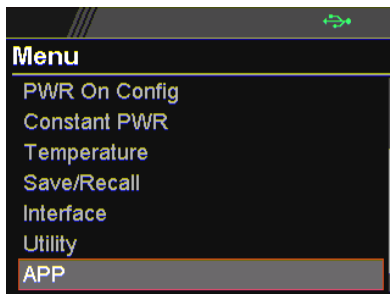 Menu
PWR On Config
Constant PWR
Temperature
Save/Recall
Interface
Utility
APP